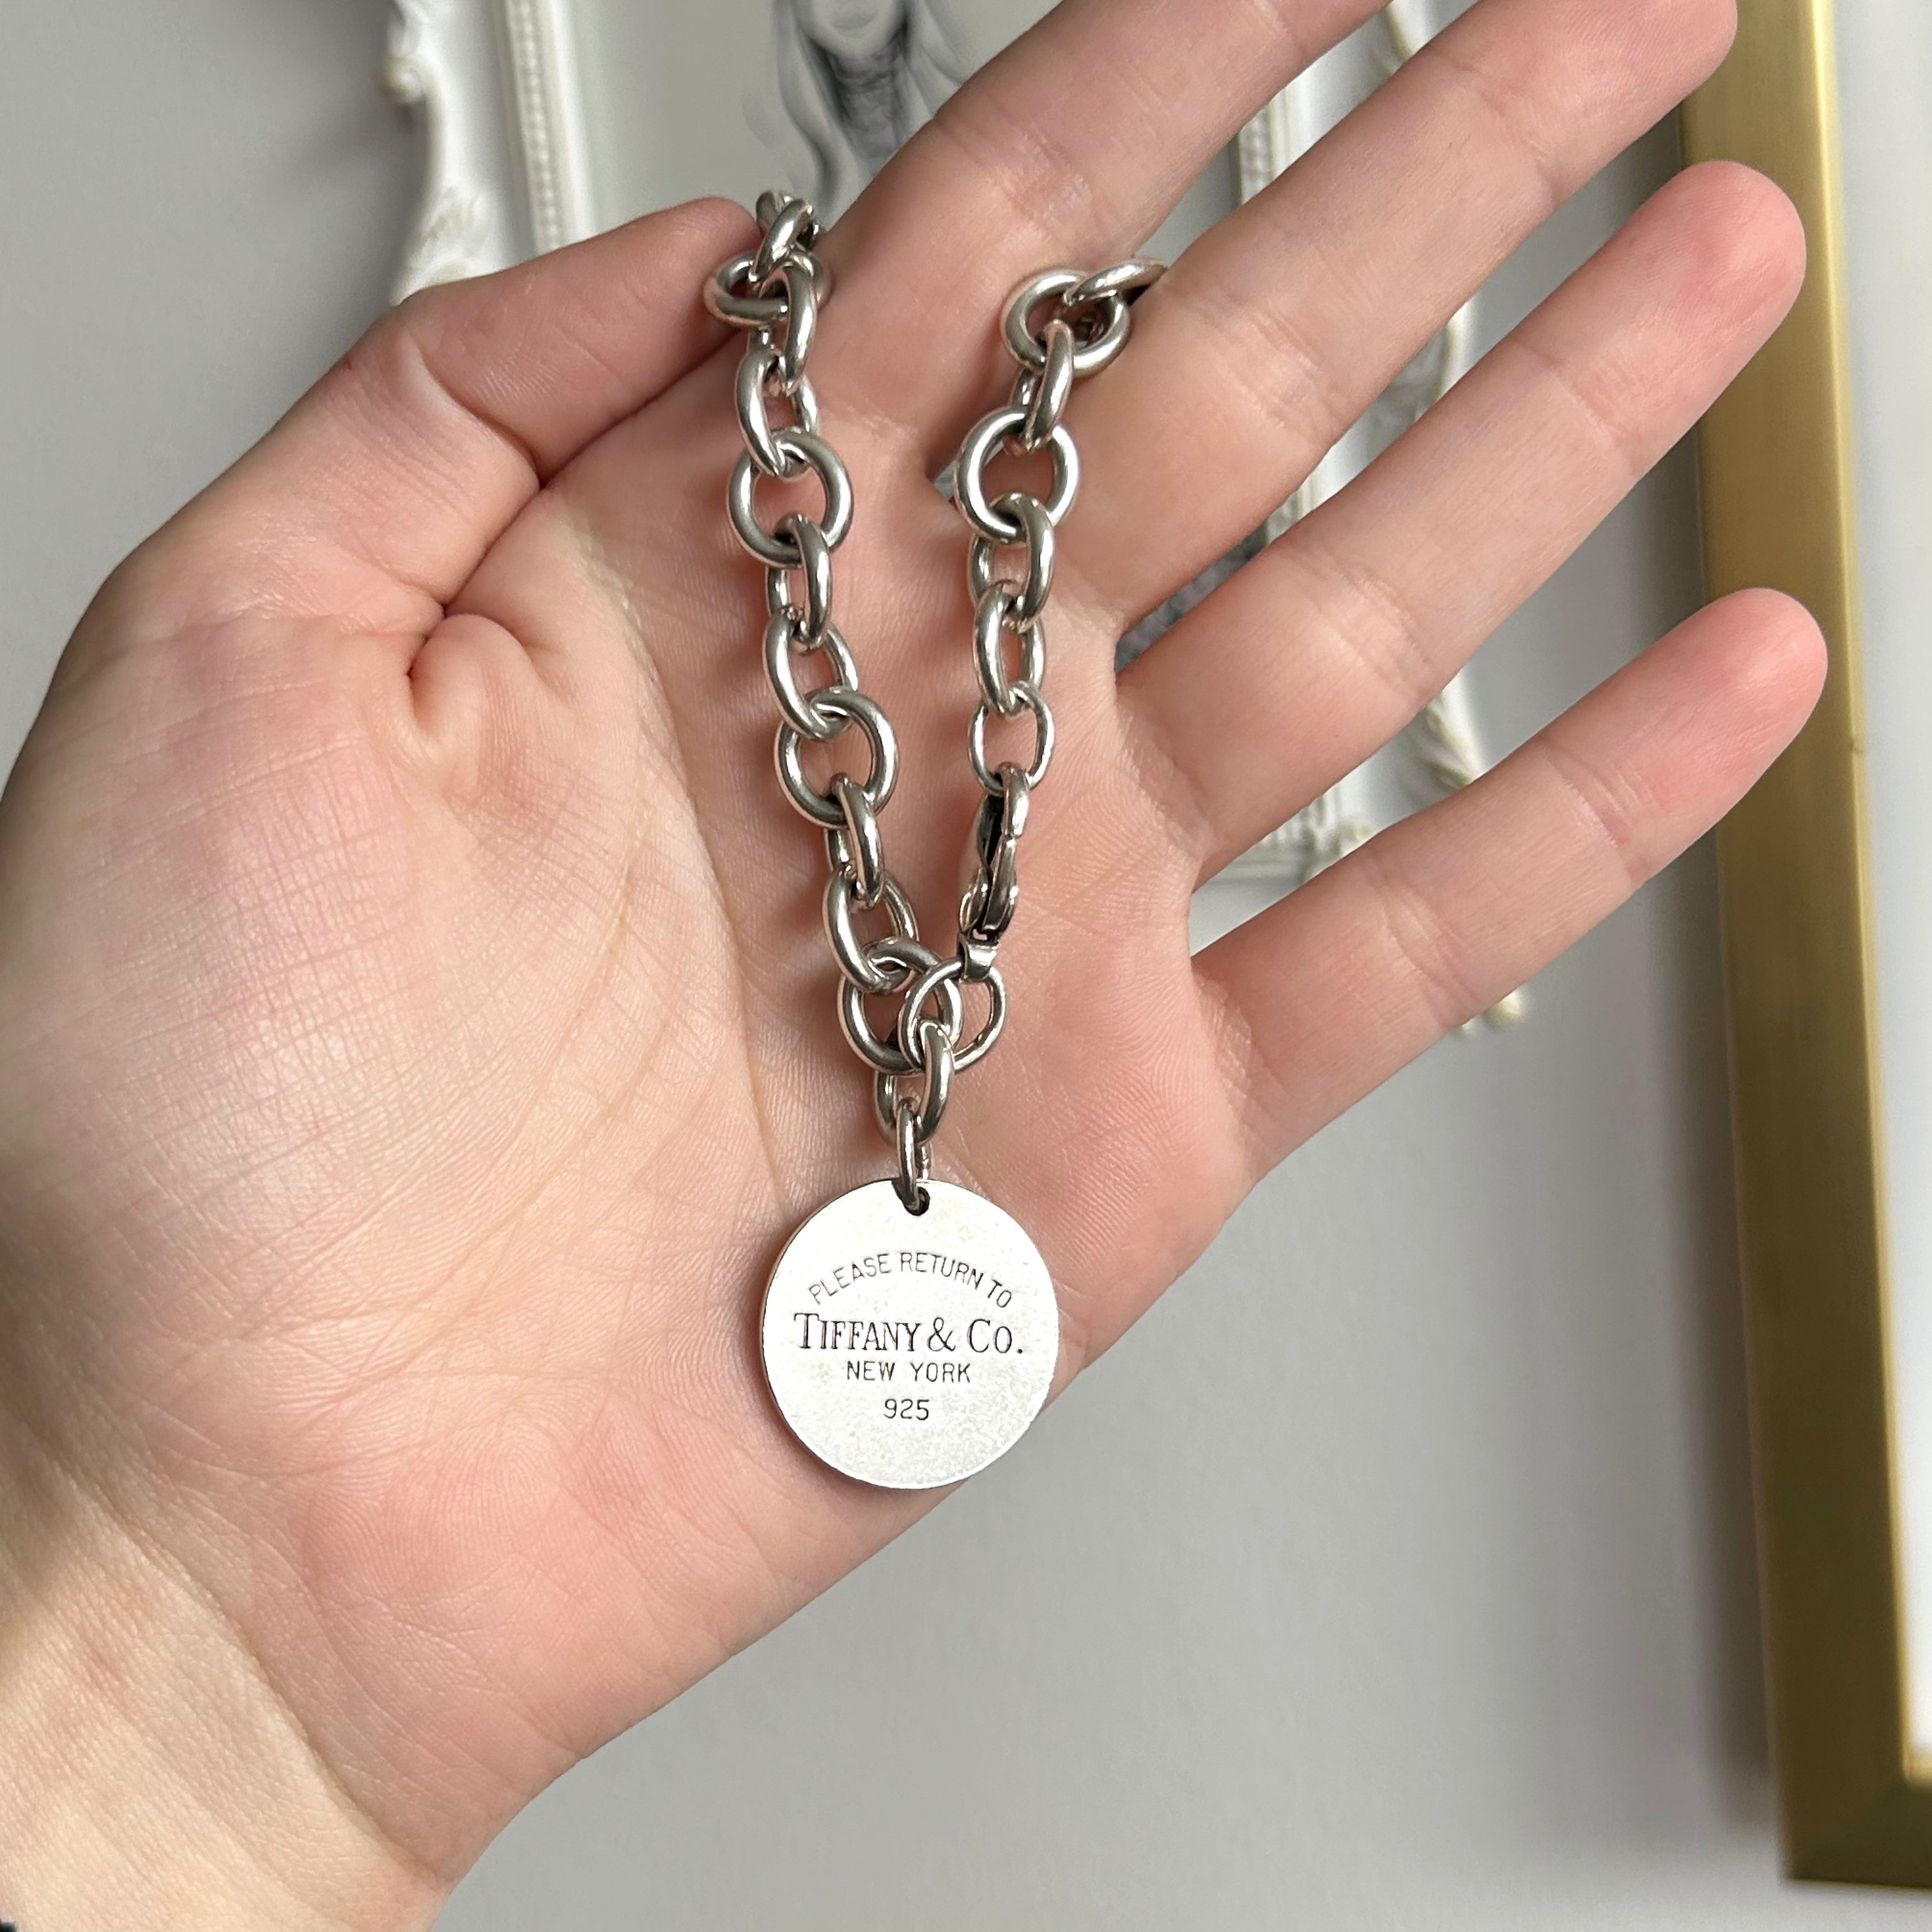 PLEASE RETURN TO
TIFFANY & CO.
NEW YORK
925